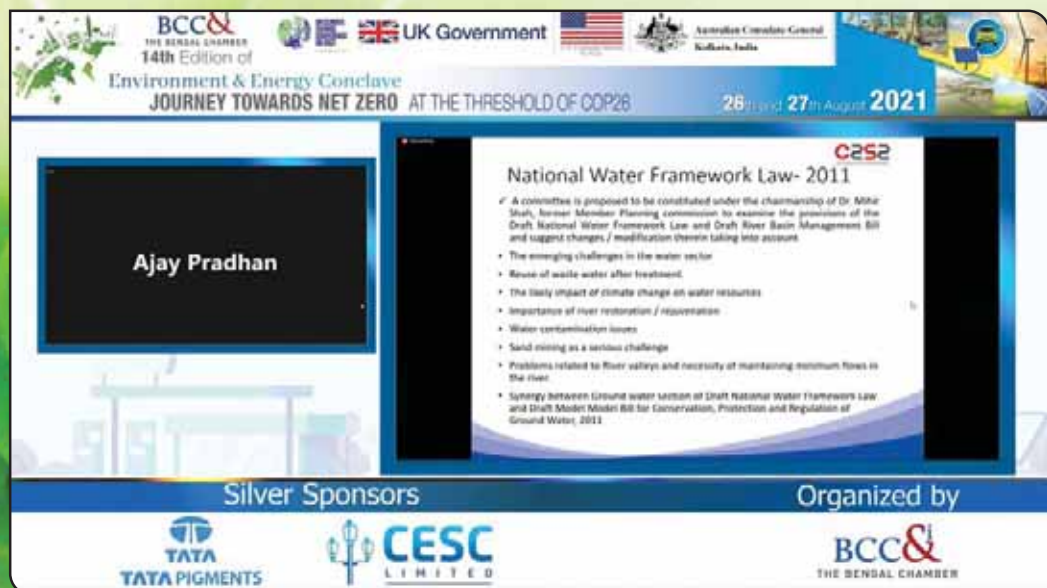 BCC&I
THE BENGAL CHAMBER
14th Edition of
UK Government
Australian Consulate-General
Kolkata, India
Environment & Energy Conclave
JOURNEY TOWARDS NET ZERO AT THE THRESHOLD OF COP26
26th and 27th August 2021
Ajay Pradhan
C2S2
National Water Framework Law- 2011
✓ A committee is proposed to be constituted under the chairmanship of Dr. Mihir
Shah, former Member Planning commission to examine the provisions of the
Draft National Water Framework Law and Draft River Basin Management Bill
and suggest changes / modification therein taking into account
• The emerging challenges in the water sector
• Reuse of waste water after treatment
• The likely impact of climate change on water resources
• Importance of river restoration / rejuvenation
• Water contamination issues
• Sand mining as a serious challenge
• Problems related to River valleys and necessity of maintaining minimum flows in
the river
• Synergy between Ground water section of Draft National Water Framework Law
and Draft Model Model Bill for Conservation, Protection and Regulation of
Ground Water, 2011
Silver Sponsors
Organized by
TATA
TATA PIGMENTS
CESC
LIMITED
BCC&I
THE BENGAL CHAMBER